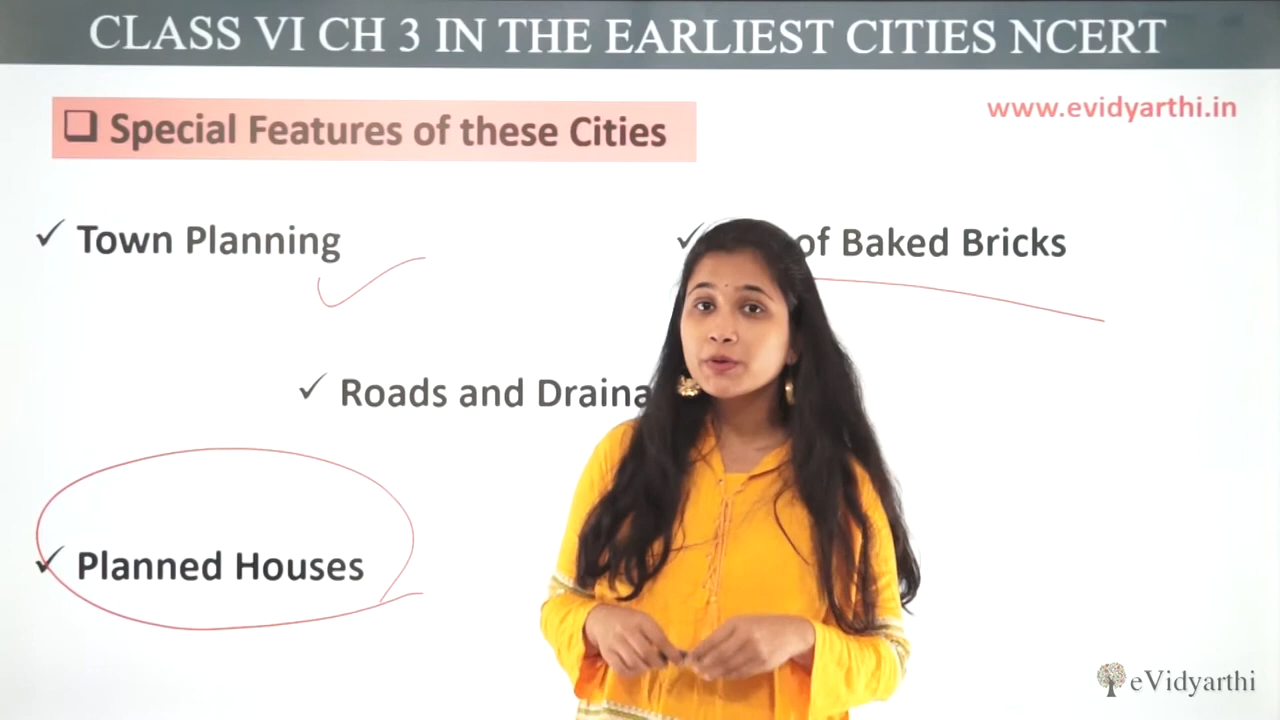 CLASS VI CH 3 IN THE EARLIEST CITIES NCERT
www.evidyarthi.in
❑ Special Features of these Cities
✓ Town Planning
✓ of Baked Bricks
✓ Roads and Draina
✓ Planned Houses
eVidyarthi